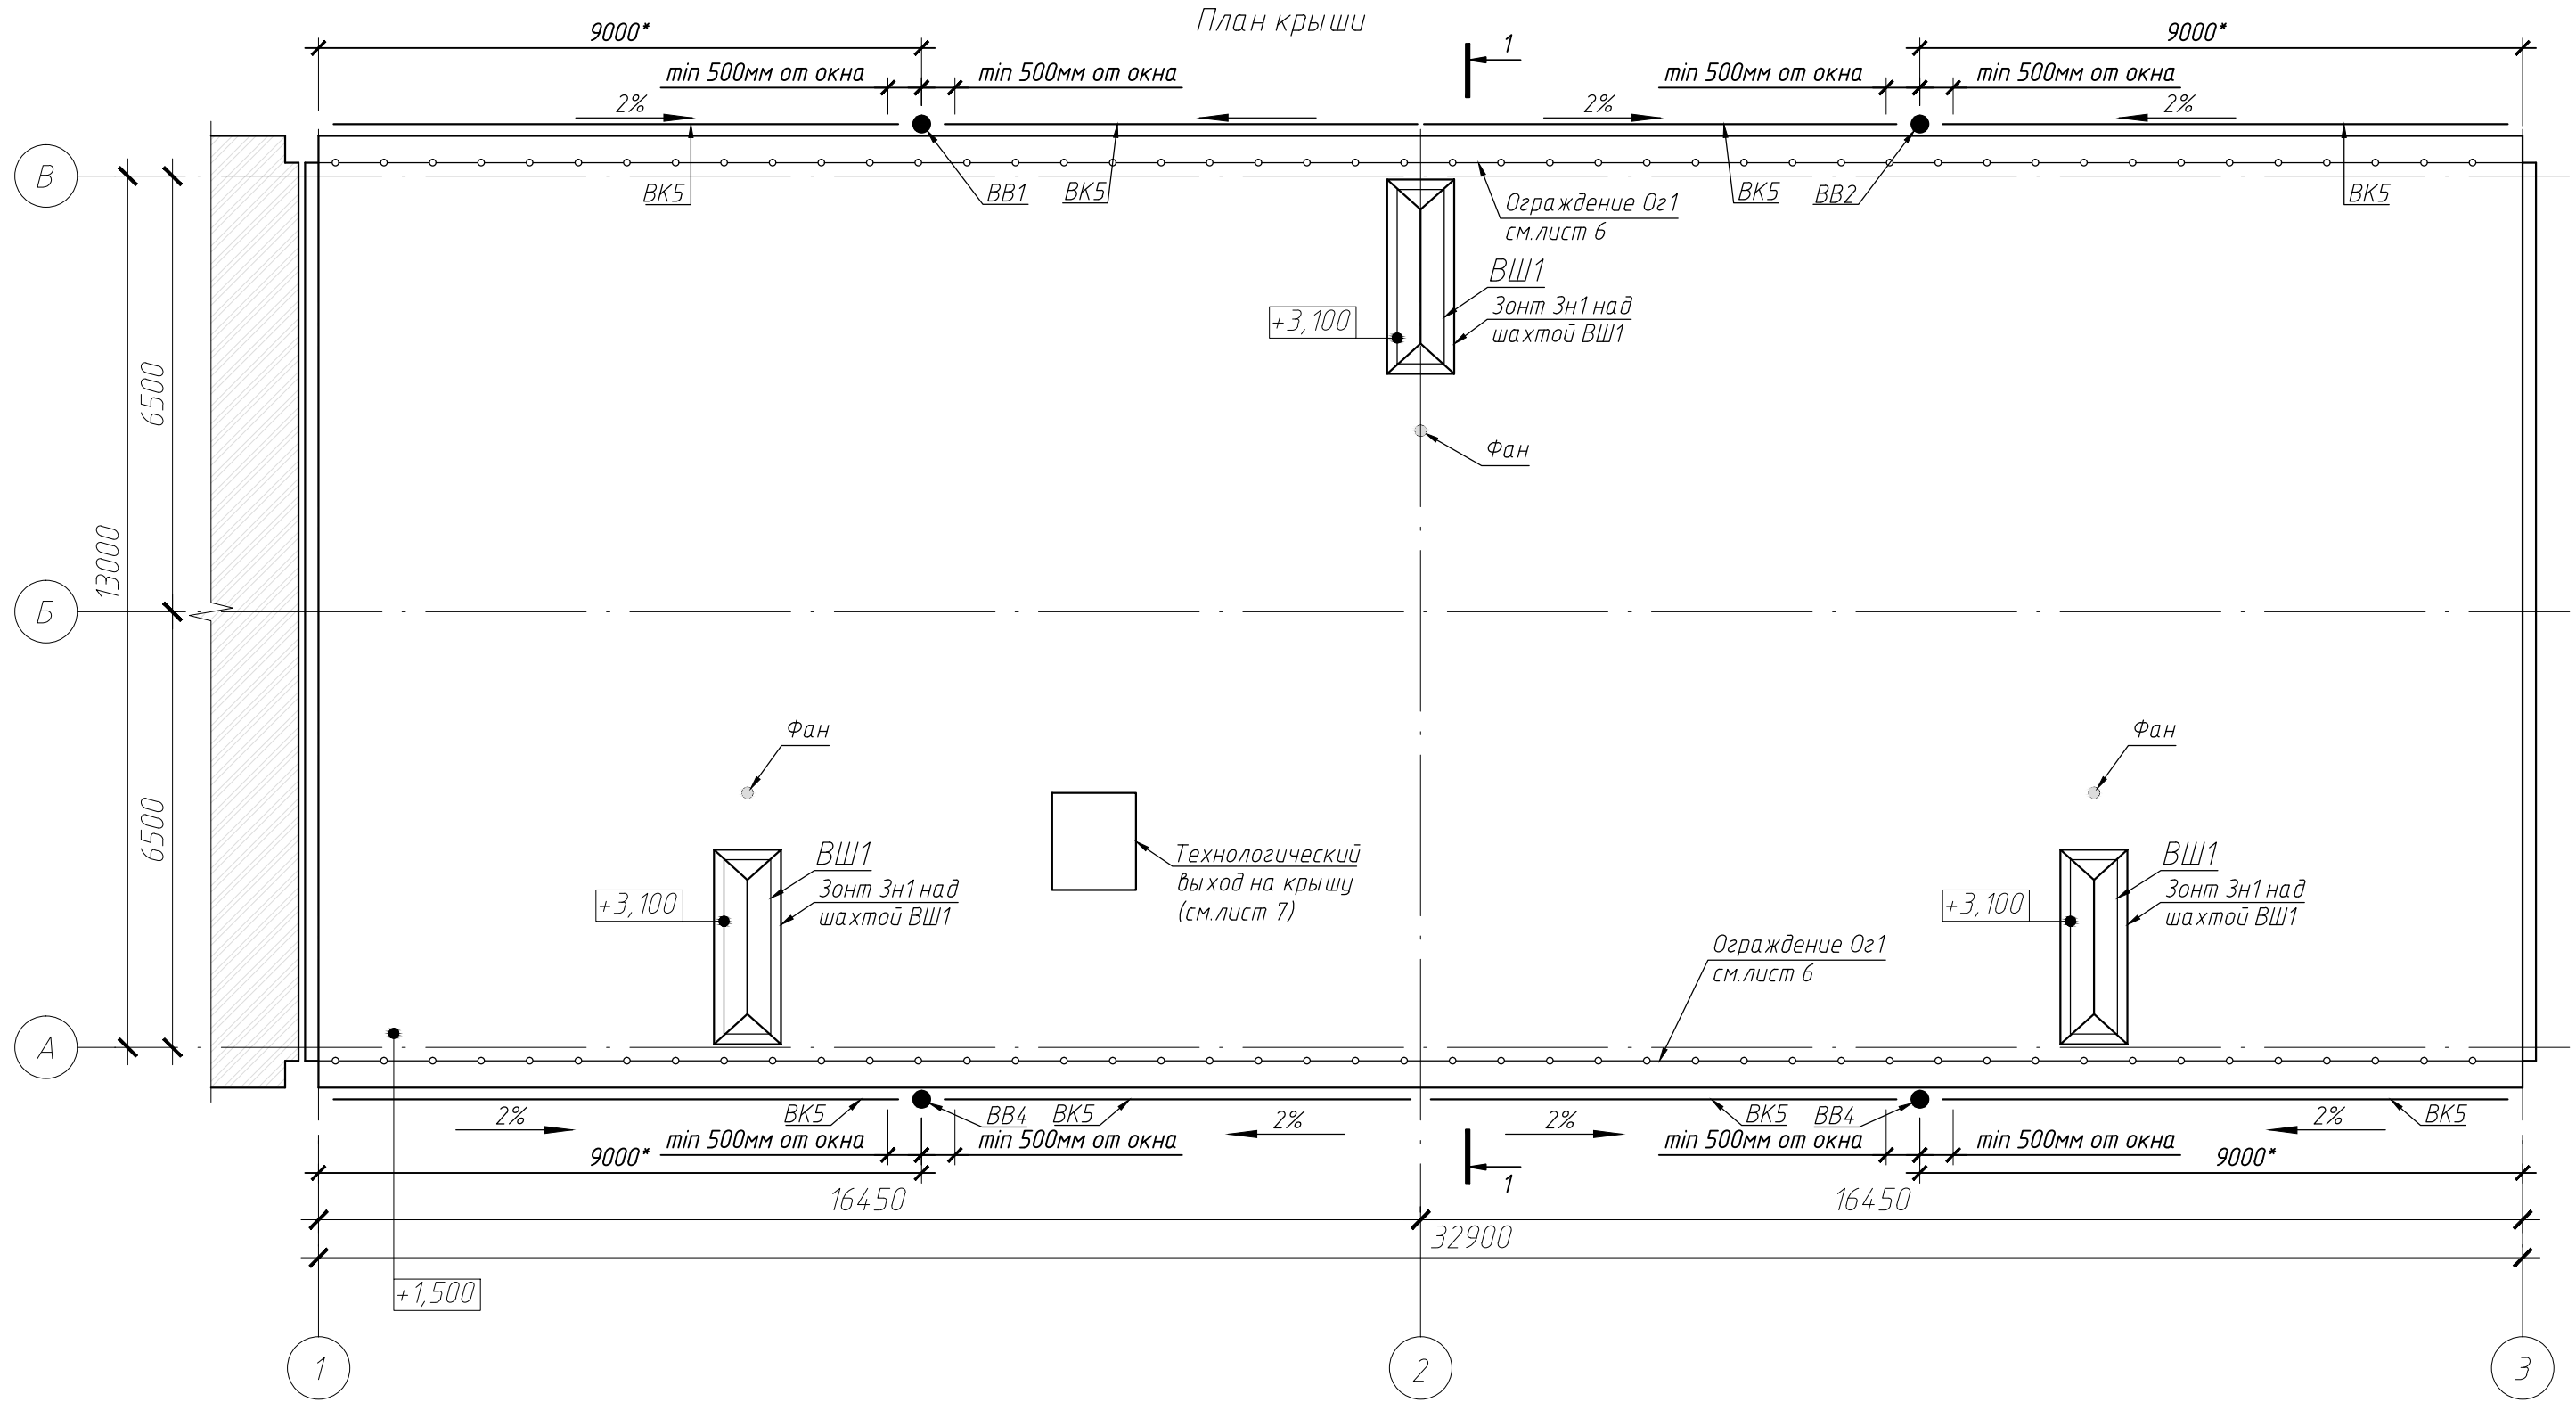 План крыши
9000*
1
9000*
min 500мм от окна
min 500мм от окна
min 500мм от окна
min 500мм от окна
2%
2%
2%
В
ВК5
ВВ1
ВК5
Ограждение Ог1
см.лист 6
ВК5
ВВ2
ВК5
ВШ1
Зонт Зн1 над
шахтой ВШ1
+3,100
6500
Фан
13000
Б
Фан
Фан
6500
ВШ1
Зонт Зн1 над
шахтой ВШ1
+3,100
Технологический
выход на крышу
(см.лист 7)
ВШ1
Зонт Зн1 над
шахтой ВШ1
+3,100
Ограждение Ог1
см.лист 6
А
2%
ВК5
ВВ4
ВК5
2%
2%
ВК5
ВВ4
2%
ВК5
min 500мм от окна
min 500мм от окна
min 500мм от окна
min 500мм от окна
9000*
1
9000*
16450
16450
32900
+1,500
1
2
3